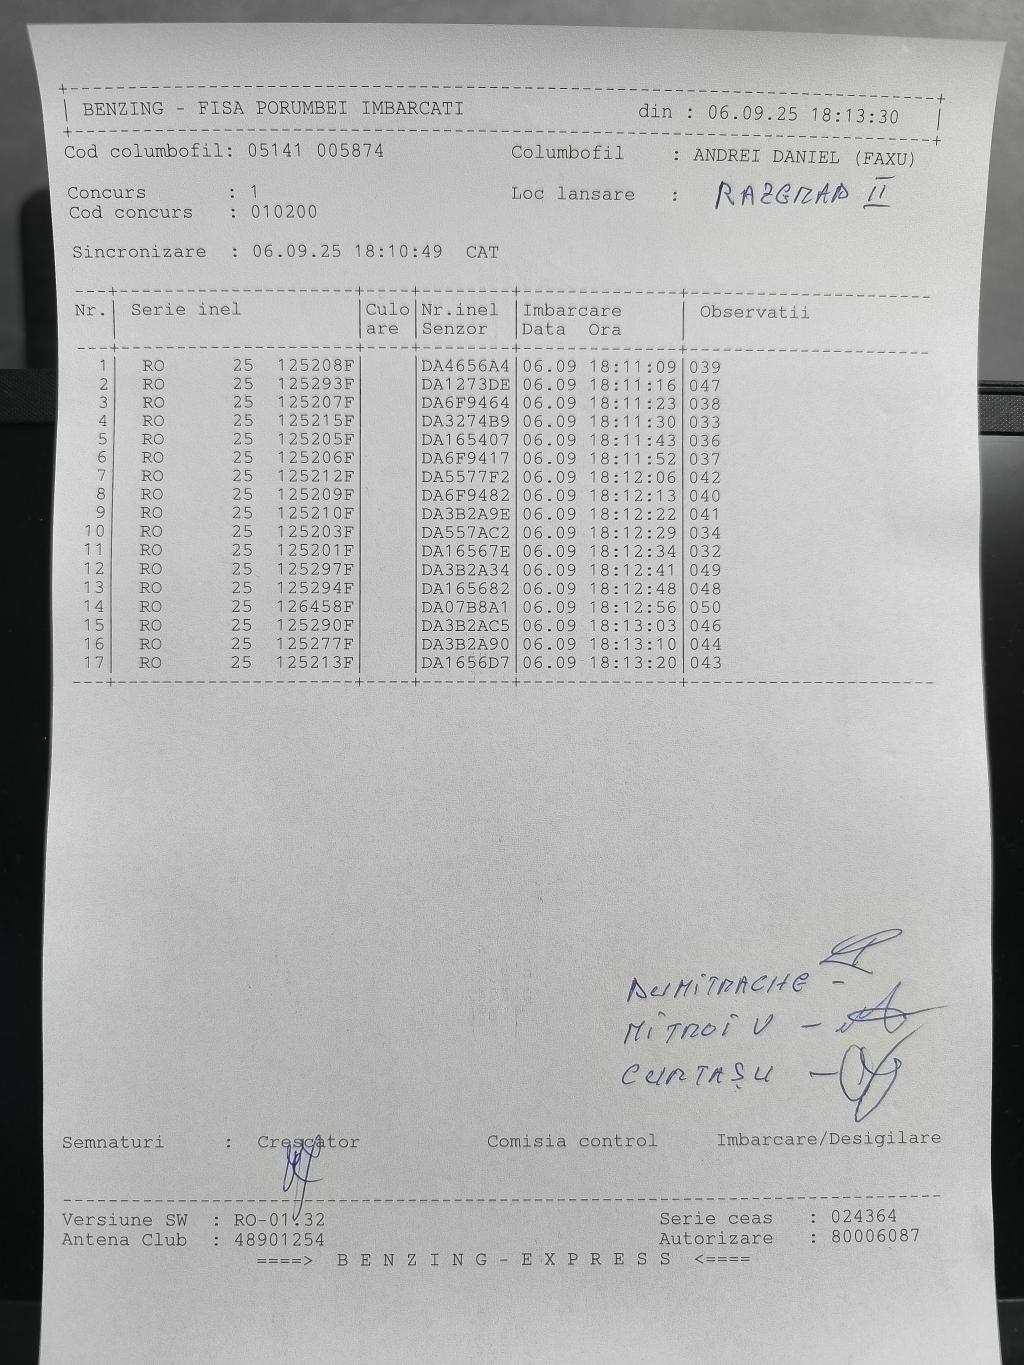 BENZING - FISA PORUMBEI IMBARCATI din : 06.09.25 18:13:30
Cod columbofil: 05141 005874 Columbofil : ANDREI DANIEL (FAXU)
Concurs : 1 Loc lansare : RAZGRAD II
Cod concurs : 010200
Sincronizare : 06.09.25 18:10:49 CAT
Nr. Serie inel Culo Nr.inel Imbarcare Observatii
are Senzor Data Ora
1 RO 25 125208F DA4656A4 06.09 18:11:09 039
2 RO 25 125293F DA1273DE 06.09 18:11:16 047
3 RO 25 125207F DA6F9464 06.09 18:11:23 038
4 RO 25 125215F DA3274B9 06.09 18:11:30 033
5 RO 25 125205F DA165407 06.09 18:11:43 036
6 RO 25 125206F DA6F9417 06.09 18:11:52 037
7 RO 25 125212F DA5577F2 06.09 18:12:06 042
8 RO 25 125209F DA6F9482 06.09 18:12:13 040
9 RO 25 125210F DA3B2A9E 06.09 18:12:22 041
10 RO 25 125203F DA557AC2 06.09 18:12:29 034
11 RO 25 125201F DA16567E 06.09 18:12:34 032
12 RO 25 125297F DA3B2A34 06.09 18:12:41 049
13 RO 25 125294F DA165682 06.09 18:12:48 048
14 RO 25 126458F DA07B8A1 06.09 18:12:56 050
15 RO 25 125290F DA3B2AC5 06.09 18:13:03 046
16 RO 25 125277F DA3B2A90 06.09 18:13:10 044
17 RO 25 125213F DA1656D7 06.09 18:13:20 043
DUMITRACHE -
MITROI V -
CURTAȘU -
Semnaturi : Crescator Comisia control Imbarcare/Desigilare
Versiune SW : RO-01.32 Serie ceas : 024364
Antena Club : 48901254 Autorizare : 80006087
====> B E N Z I N G - E X P R E S S <====